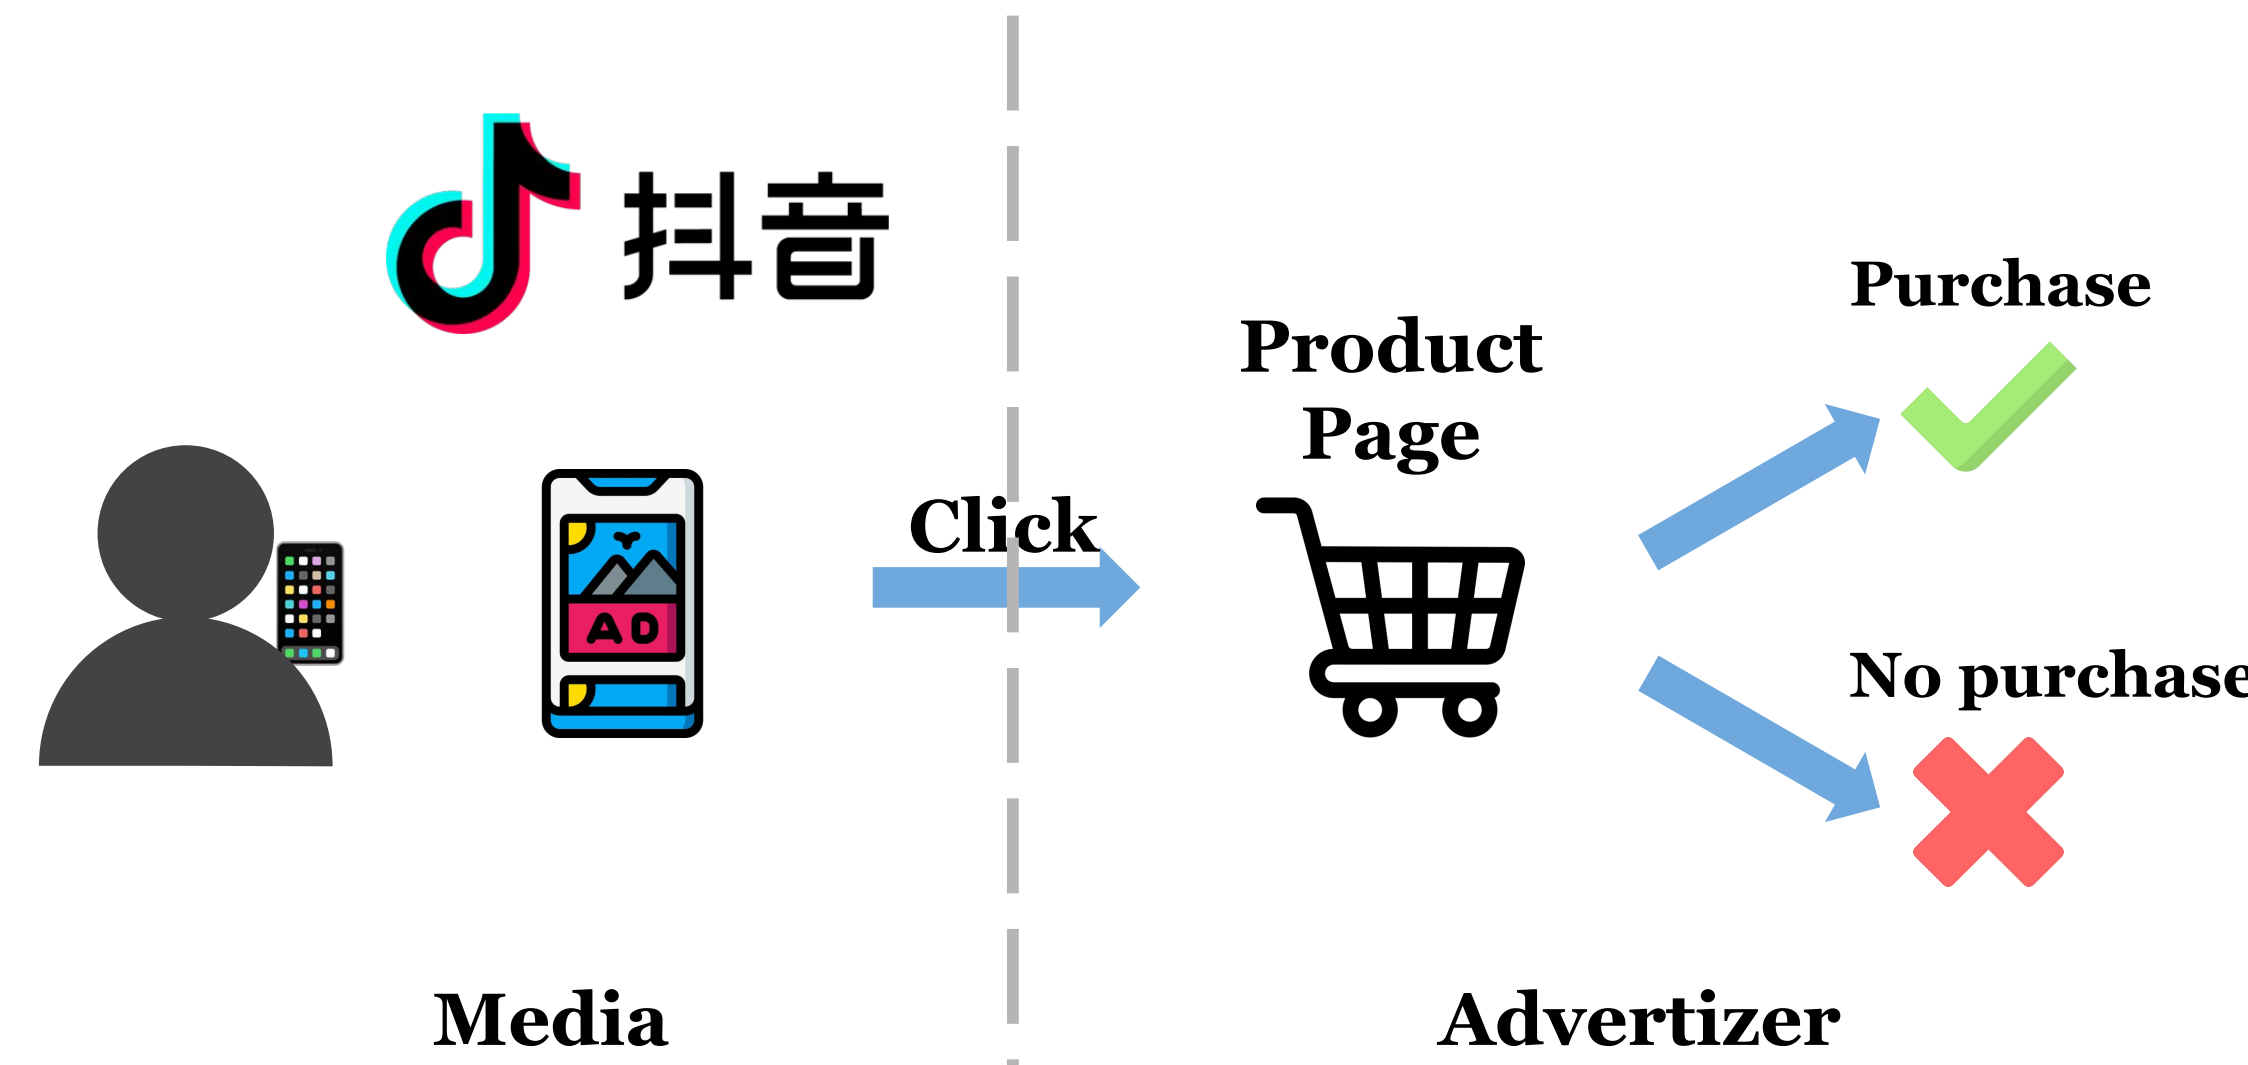 抖音
Purchase
Product
Page
Click
AD
No purchase
Media
Advertizer